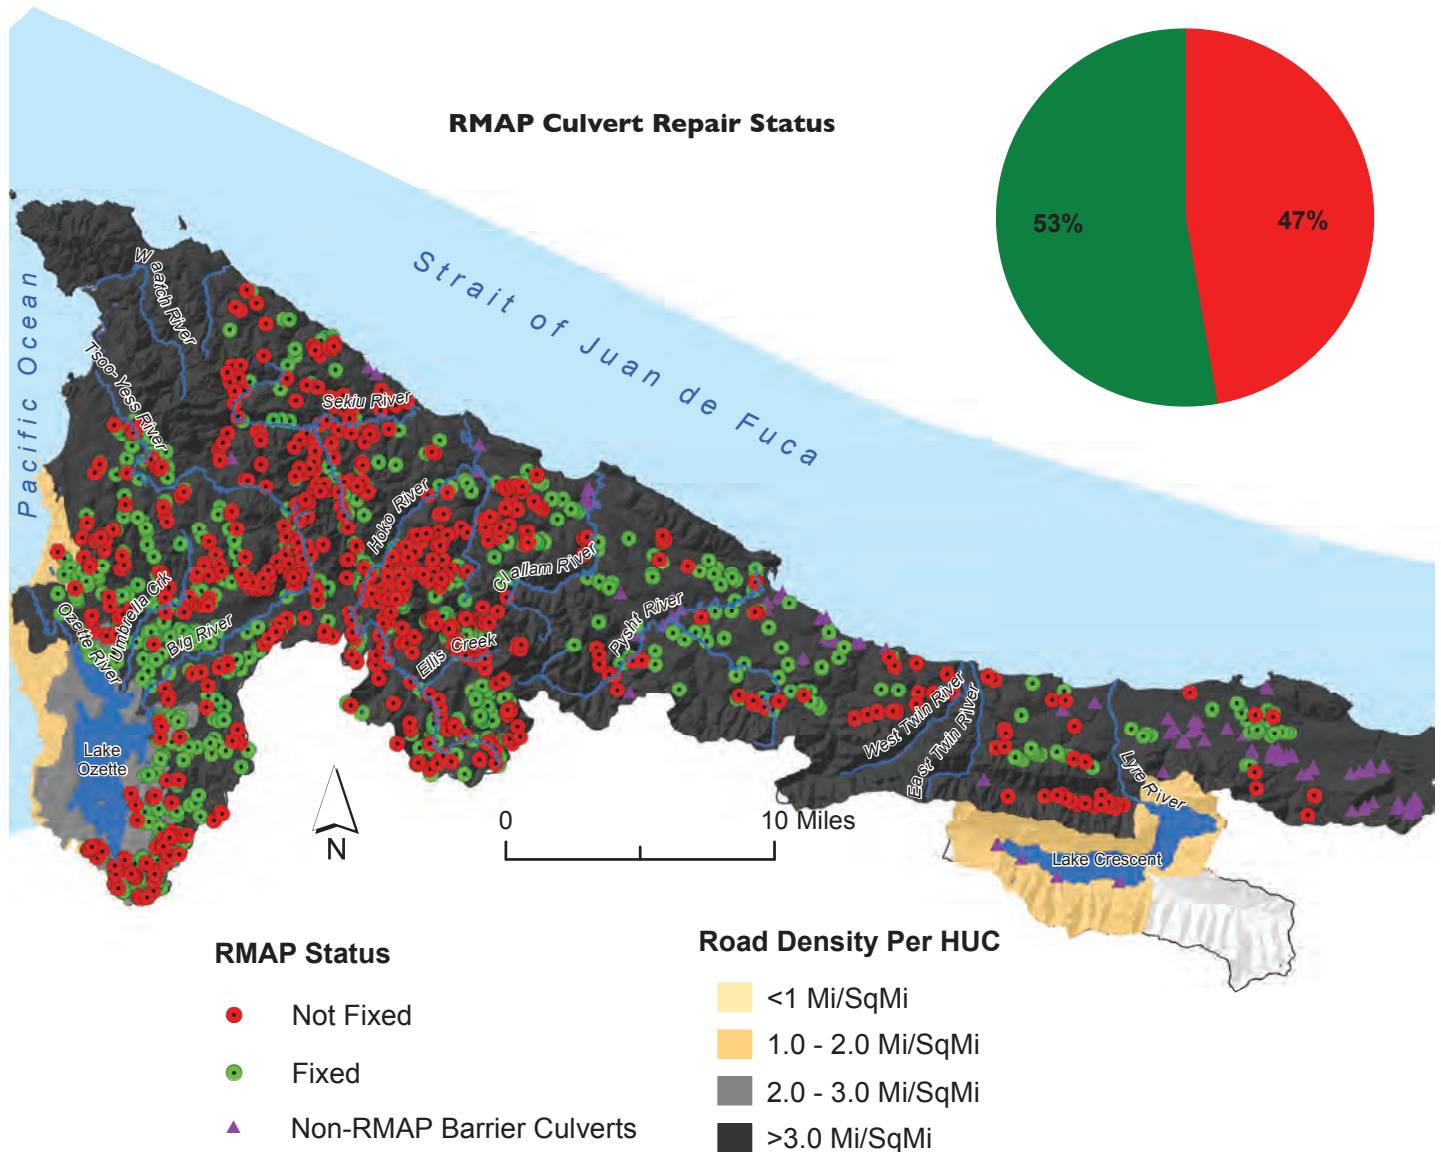 RMAP Culvert Repair Status
53%
47%
Pacific Ocean
Strait of Juan de Fuca
Waatch River
Tsoo-Yess River
Sekiu River
Hoko River
Clallam River
Pysht River
Ellis Creek
Big River
Umbrella Crk
Ozette River
Lake
Ozette
West Twin River
East Twin River
Lyre River
Lake Crescent
N
0
10 Miles
RMAP Status
Not Fixed
Fixed
Non-RMAP Barrier Culverts
Road Density Per HUC
<1 Mi/SqMi
1.0 - 2.0 Mi/SqMi
2.0 - 3.0 Mi/SqMi
>3.0 Mi/SqMi